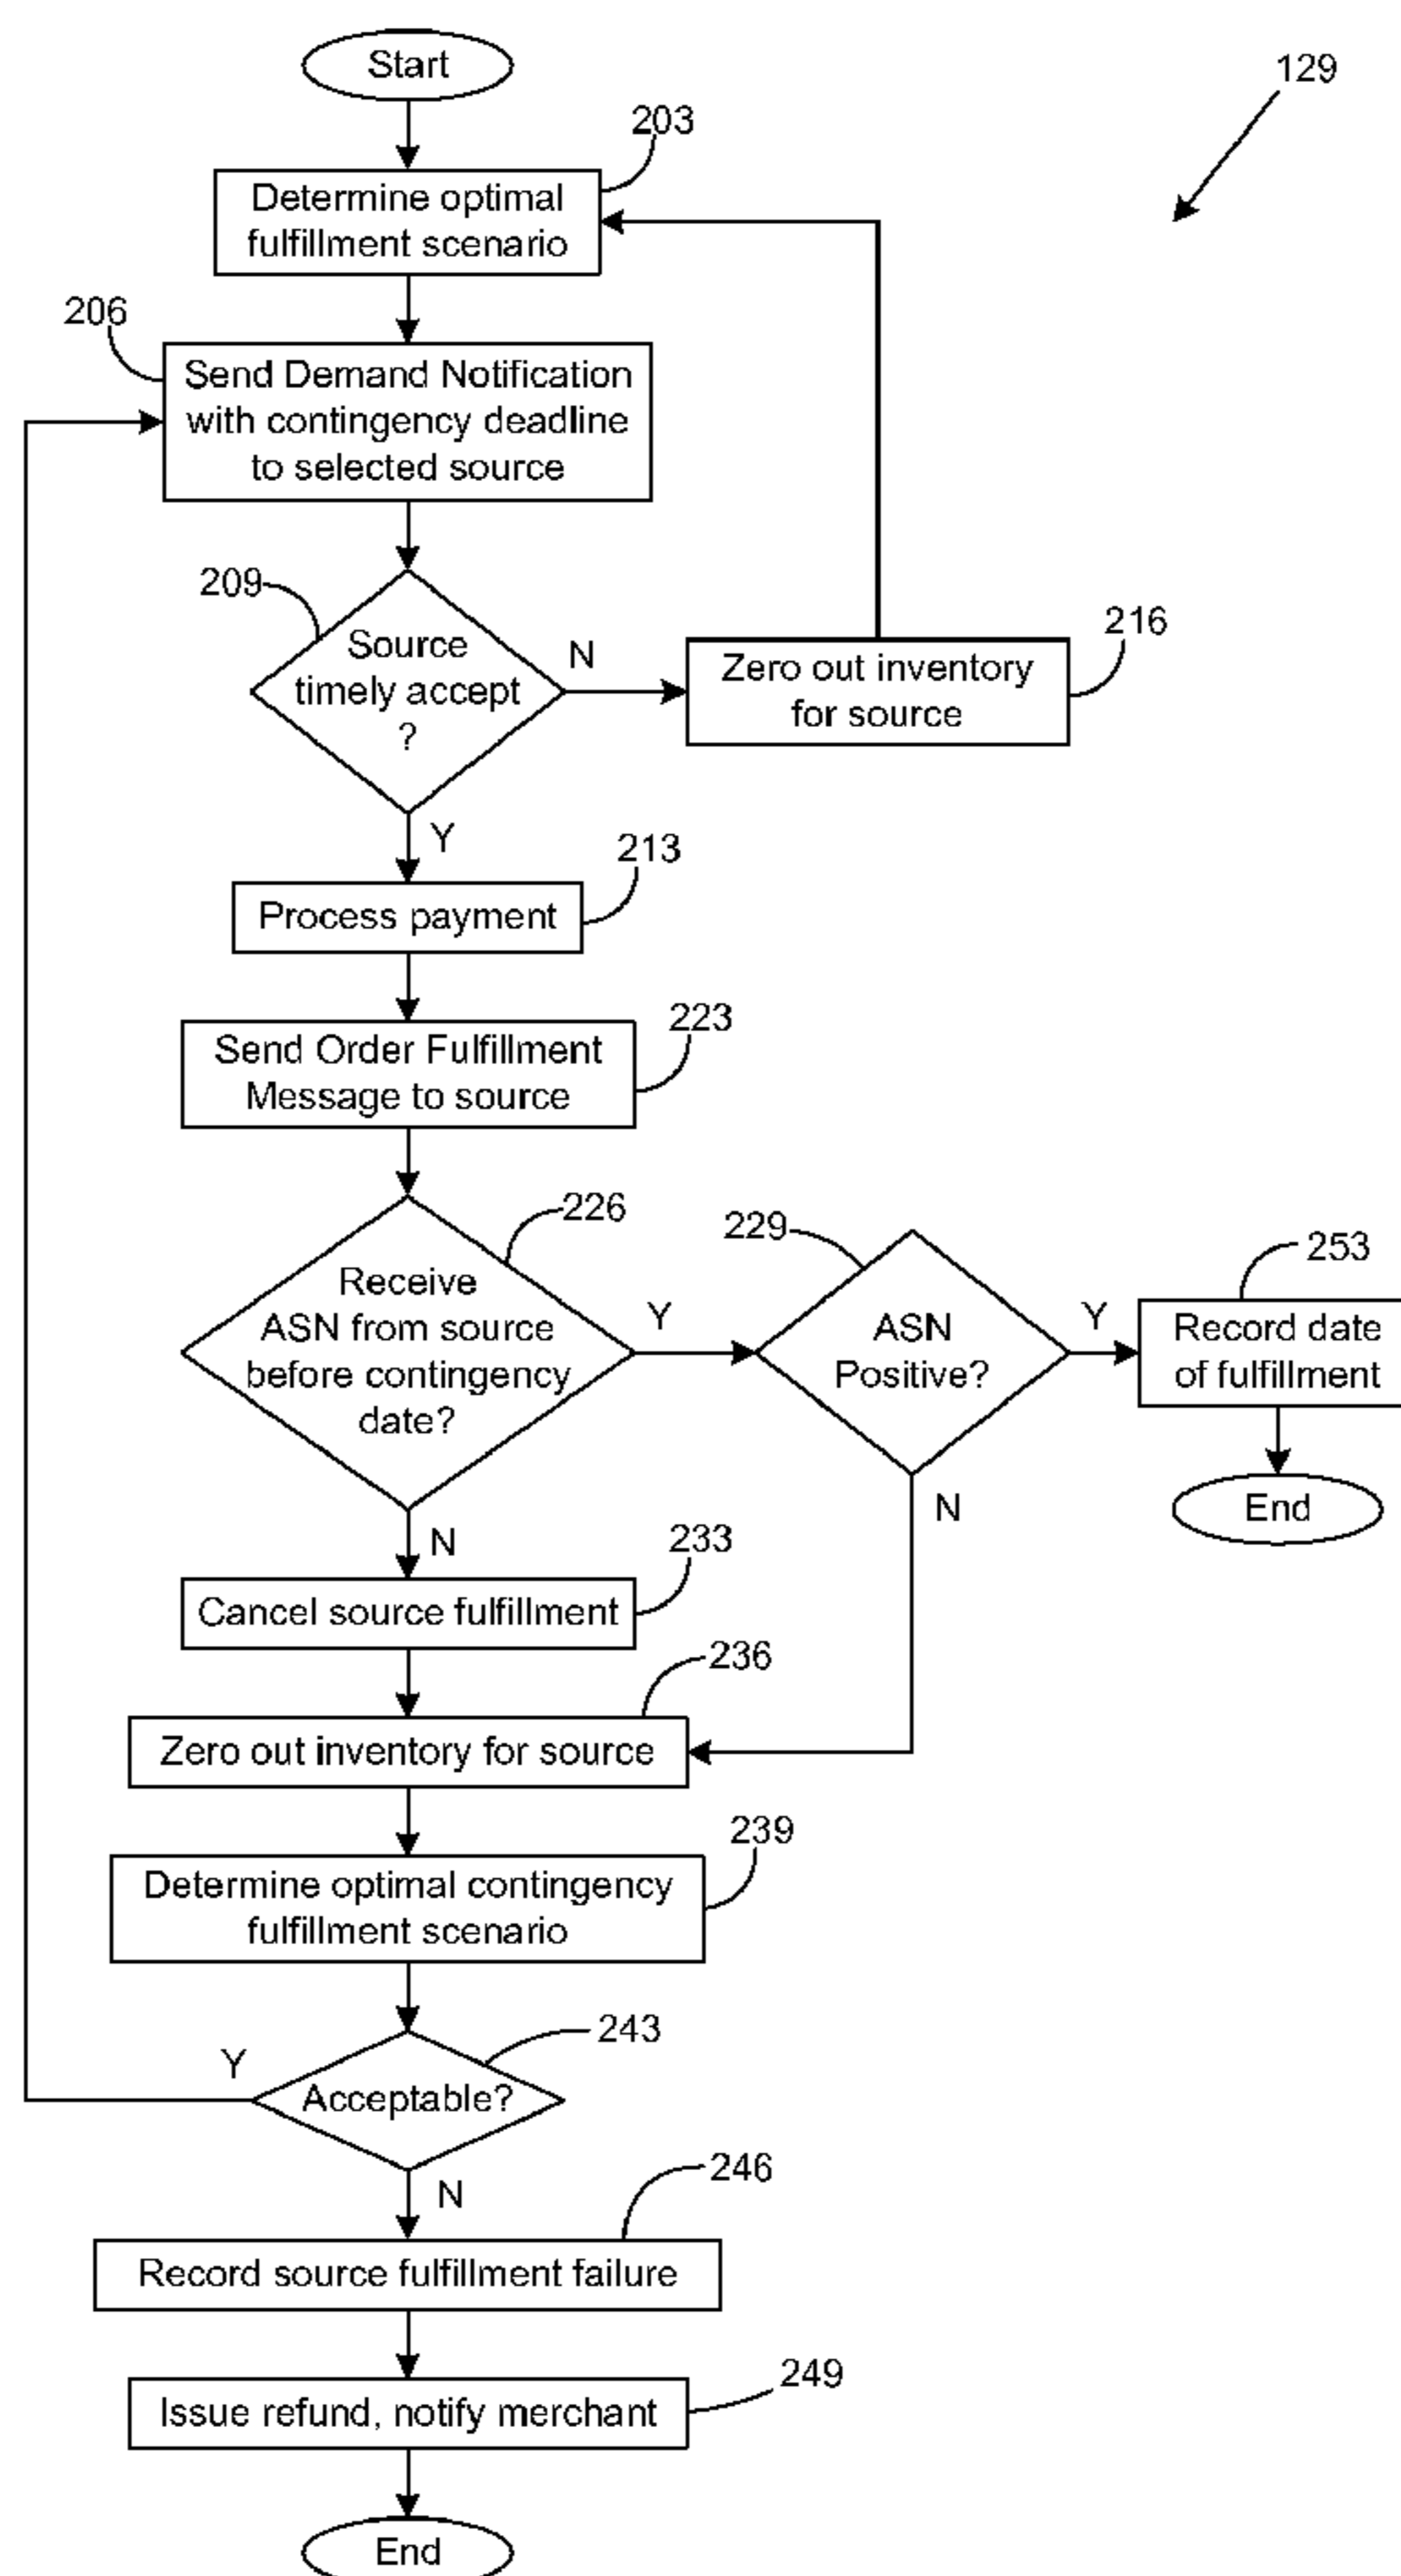 Start
129
203
Determine optimal
fulfillment scenario
206
Send Demand Notification
with contingency deadline
to selected source
209
Source
timely accept
?
N
216
Zero out inventory
for source
Y
213
Process payment
223
Send Order Fulfillment
Message to source
226
Receive
ASN from source
before contingency
date?
Y
229
ASN
Positive?
Y
253
Record date
of fulfillment
End
N
N
233
Cancel source fulfillment
236
Zero out inventory for source
239
Determine optimal contingency
fulfillment scenario
243
Y
Acceptable?
N
246
Record source fulfillment failure
249
Issue refund, notify merchant
End